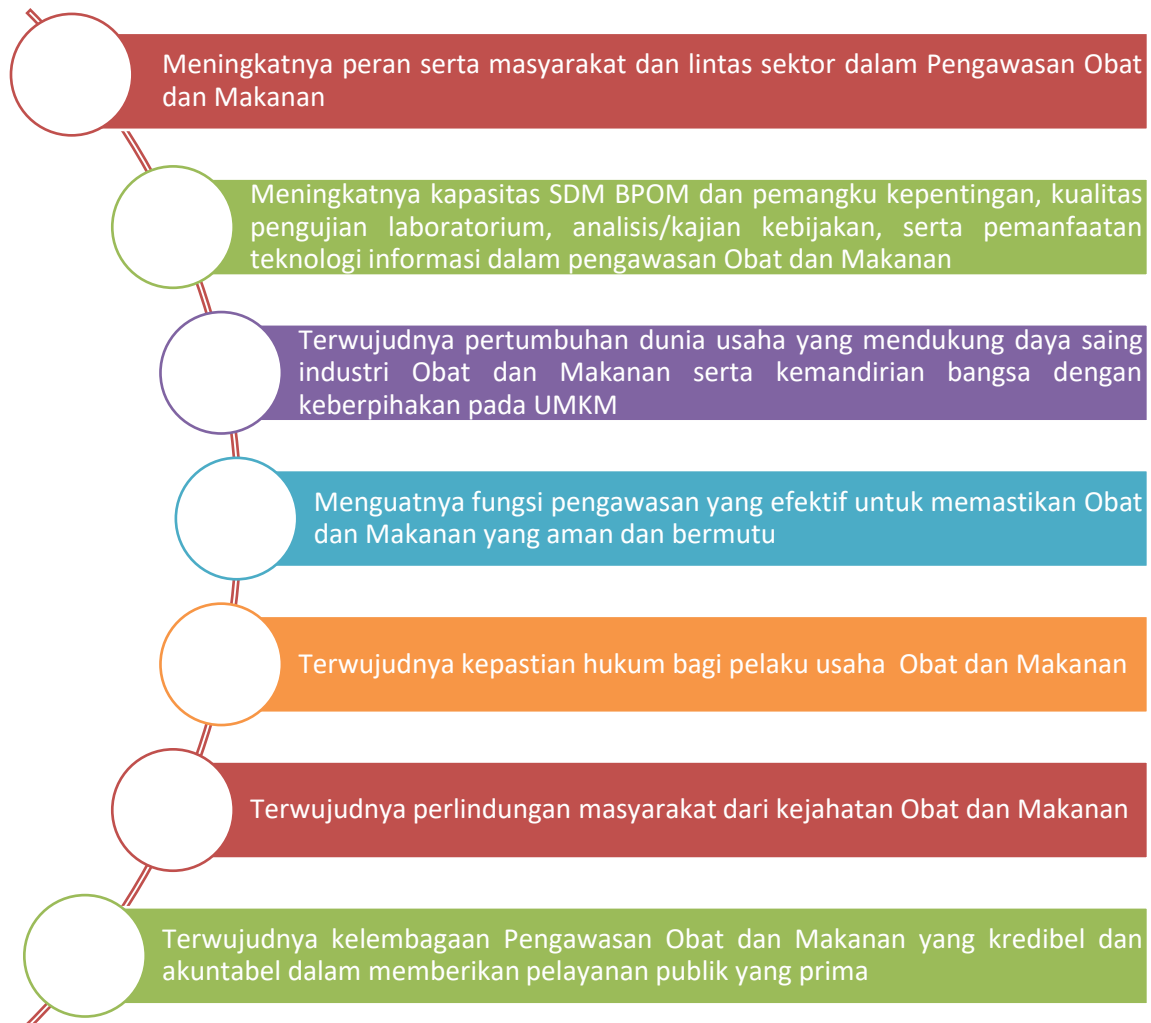 Meningkatnya peran serta masyarakat dan lintas sektor dalam Pengawasan Obat
dan Makanan
Meningkatnya kapasitas SDM BPOM dan pemangku kepentingan, kualitas
pengujian laboratorium, analisis/kajian kebijakan, serta pemanfaatan
teknologi informasi dalam pengawasan Obat dan Makanan
Terwujudnya pertumbuhan dunia usaha yang mendukung daya saing
industri Obat dan Makanan serta kemandirian bangsa dengan
keberpihakan pada UMKM
Menguatnya fungsi pengawasan yang efektif untuk memastikan Obat
dan Makanan yang aman dan bermutu
Terwujudnya kepastian hukum bagi pelaku usaha Obat dan Makanan
Terwujudnya perlindungan masyarakat dari kejahatan Obat dan Makanan
Terwujudnya kelembagaan Pengawasan Obat dan Makanan yang kredibel dan
akuntabel dalam memberikan pelayanan publik yang prima